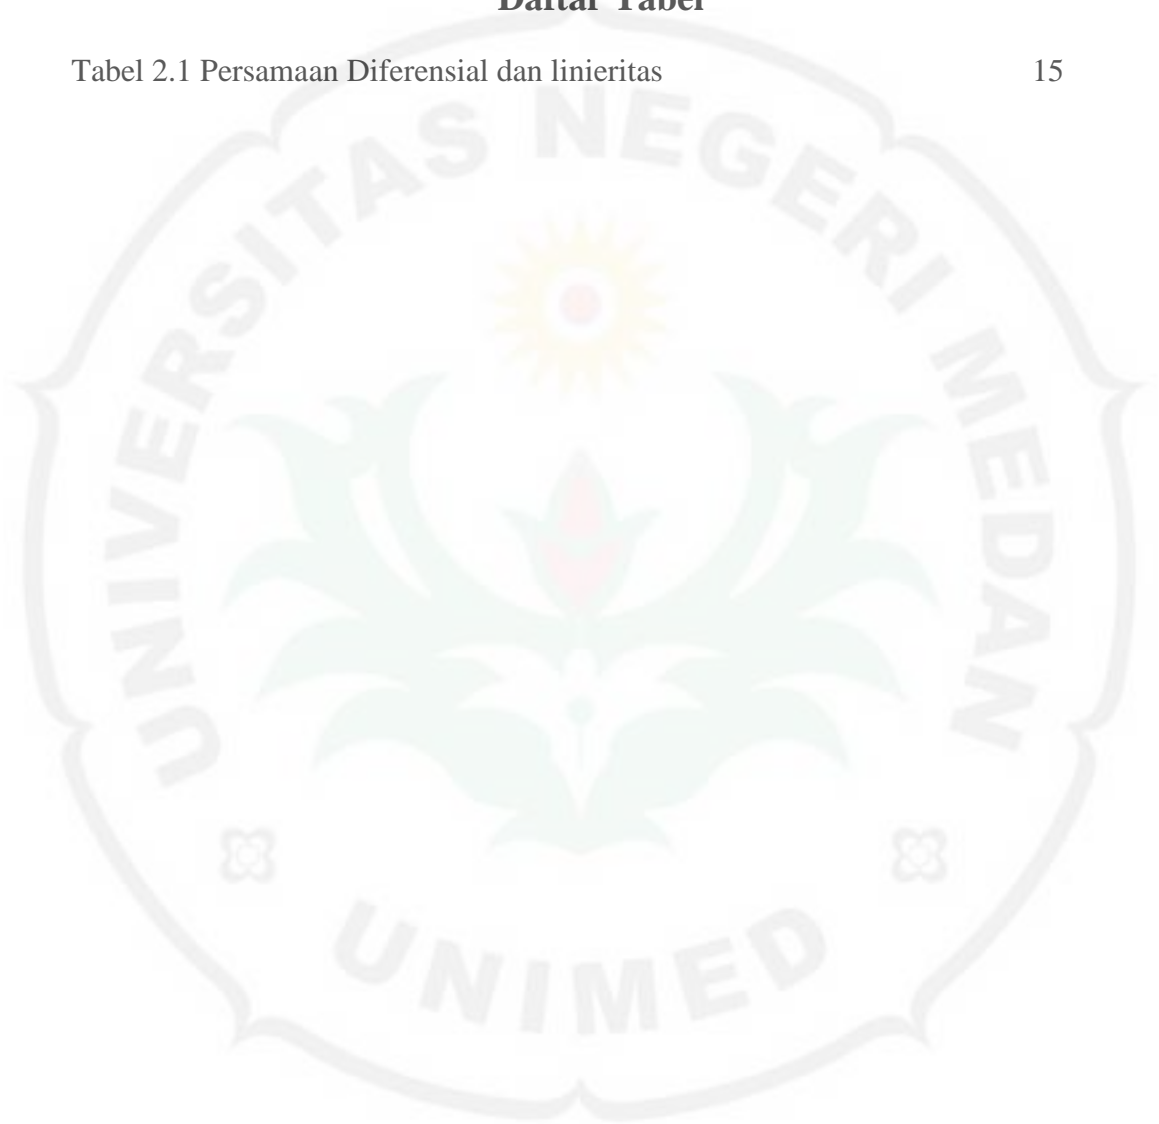 Daftar Tabel
Tabel 2.1 Persamaan Diferensial dan linieritas 15
UNIVERSITAS NEGERI MEDAN
UNIMED